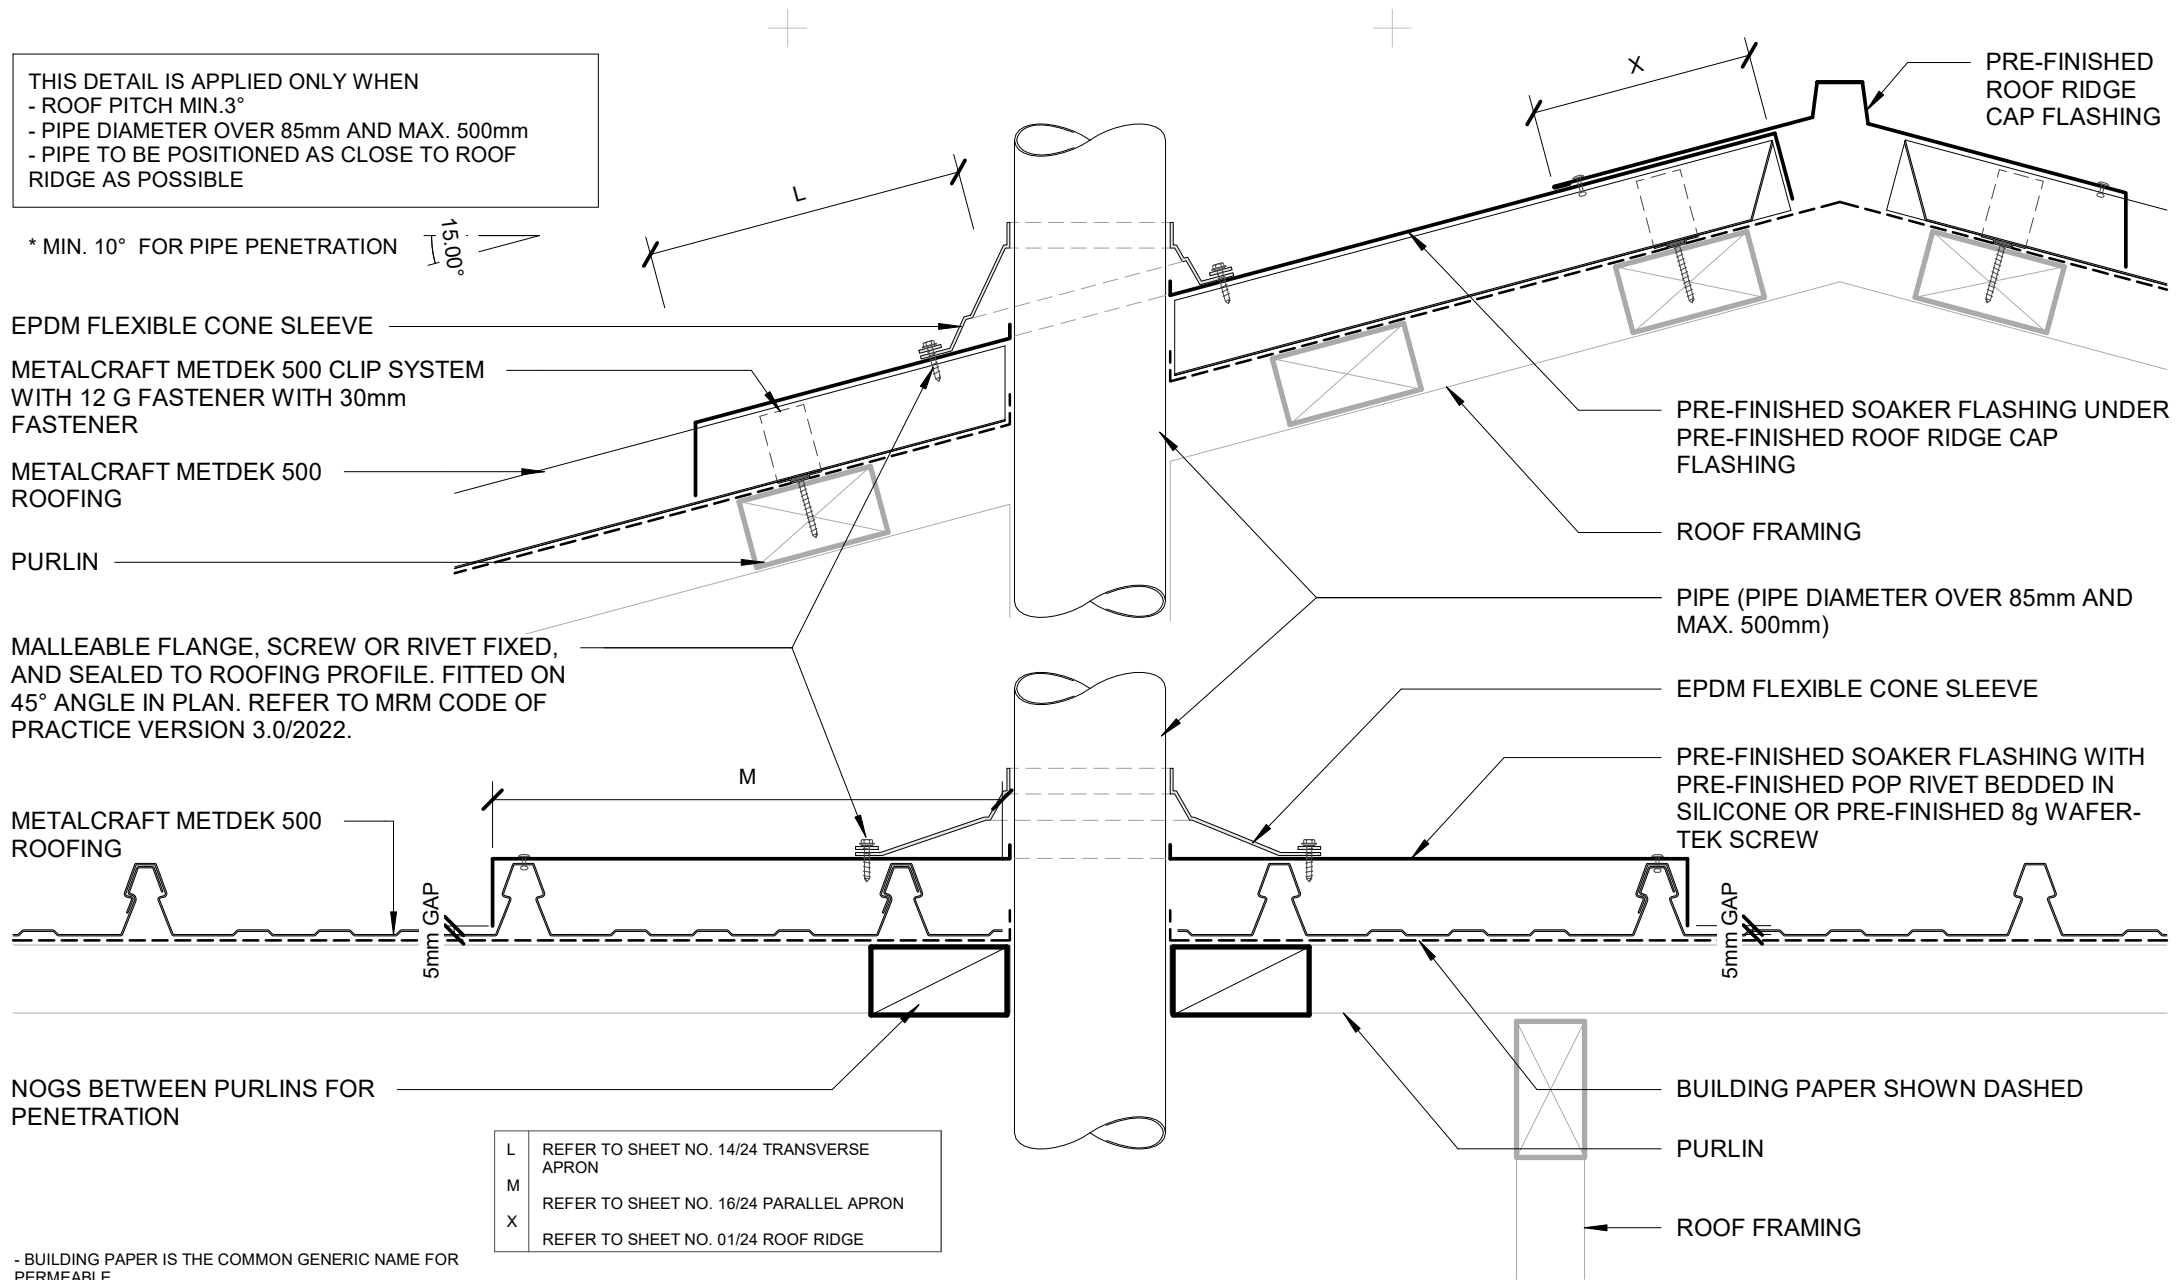 THIS DETAIL IS APPLIED ONLY WHEN
- ROOF PITCH MIN.3°
- PIPE DIAMETER OVER 85mm AND MAX. 500mm
- PIPE TO BE POSITIONED AS CLOSE TO ROOF
RIDGE AS POSSIBLE
* MIN. 10° FOR PIPE PENETRATION
15.00°
L
X
PRE-FINISHED
ROOF RIDGE
CAP FLASHING
EPDM FLEXIBLE CONE SLEEVE
METALCRAFT METDEK 500 CLIP SYSTEM
WITH 12 G FASTENER WITH 30mm
FASTENER
METALCRAFT METDEK 500
ROOFING
PURLIN
MALLEABLE FLANGE, SCREW OR RIVET FIXED,
AND SEALED TO ROOFING PROFILE. FITTED ON
45° ANGLE IN PLAN. REFER TO MRM CODE OF
PRACTICE VERSION 3.0/2022.
PRE-FINISHED SOAKER FLASHING UNDER
PRE-FINISHED ROOF RIDGE CAP
FLASHING
ROOF FRAMING
PIPE (PIPE DIAMETER OVER 85mm AND
MAX. 500mm)
EPDM FLEXIBLE CONE SLEEVE
PRE-FINISHED SOAKER FLASHING WITH
PRE-FINISHED POP RIVET BEDDED IN
SILICONE OR PRE-FINISHED 8g WAFER-
TEK SCREW
M
METALCRAFT METDEK 500
ROOFING
5mm GAP
5mm GAP
NOGS BETWEEN PURLINS FOR
PENETRATION
BUILDING PAPER SHOWN DASHED
PURLIN
ROOF FRAMING
L REFER TO SHEET NO. 14/24 TRANSVERSE
APRON
M
REFER TO SHEET NO. 16/24 PARALLEL APRON
X
REFER TO SHEET NO. 01/24 ROOF RIDGE
- BUILDING PAPER IS THE COMMON GENERIC NAME FOR
PERMEABLE